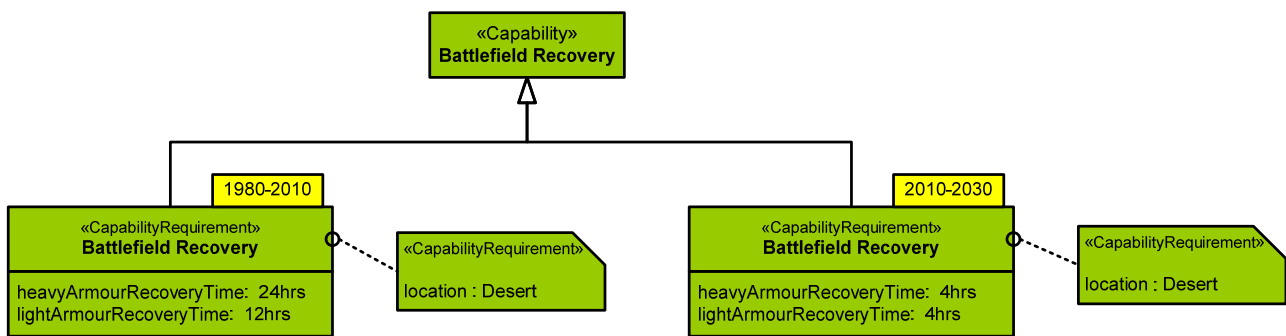 «Capability»
Battlefield Recovery
1980-2010
«CapabilityRequirement»
Battlefield Recovery
heavyArmourRecoveryTime: 24hrs
lightArmourRecoveryTime: 12hrs
«CapabilityRequirement»
location : Desert
2010-2030
«CapabilityRequirement»
Battlefield Recovery
heavyArmourRecoveryTime: 4hrs
lightArmourRecoveryTime: 4hrs
«CapabilityRequirement»
location : Desert